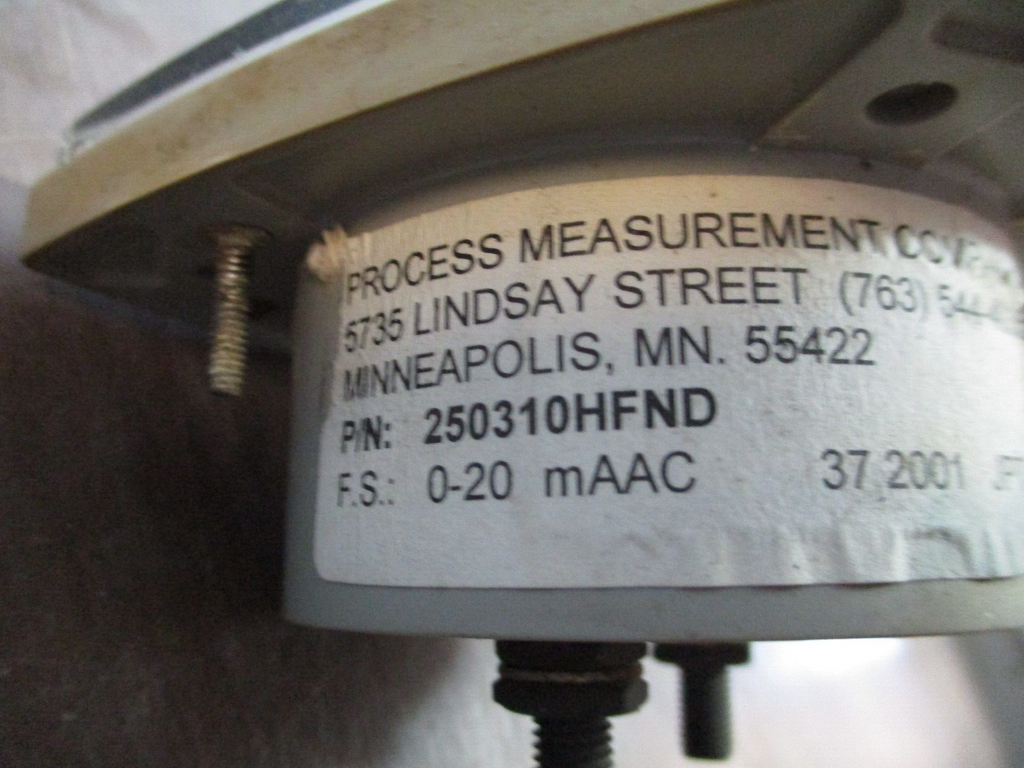 PROCESS MEASUREMENT
5735 LINDSAY STREET (763)
MINNEAPOLIS, MN. 55422
P/N: 250310HFND
F.S.: 0-20 mAAC 37 2001